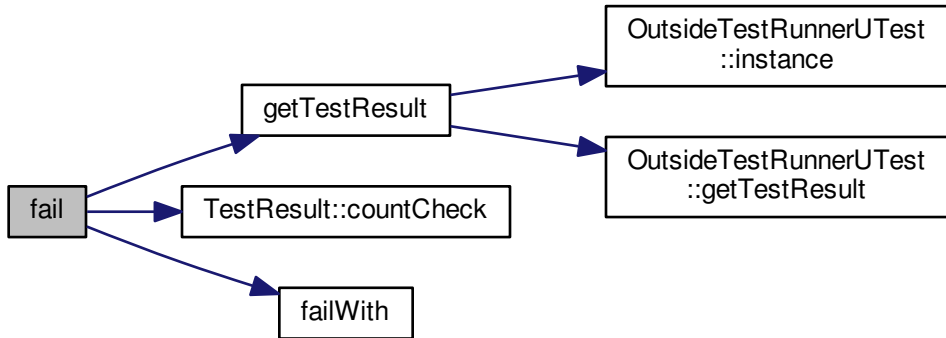 fail
getTestResult
TestResult::countCheck
failWith
OutsideTestRunnerUTest
::instance
OutsideTestRunnerUTest
::getTestResult